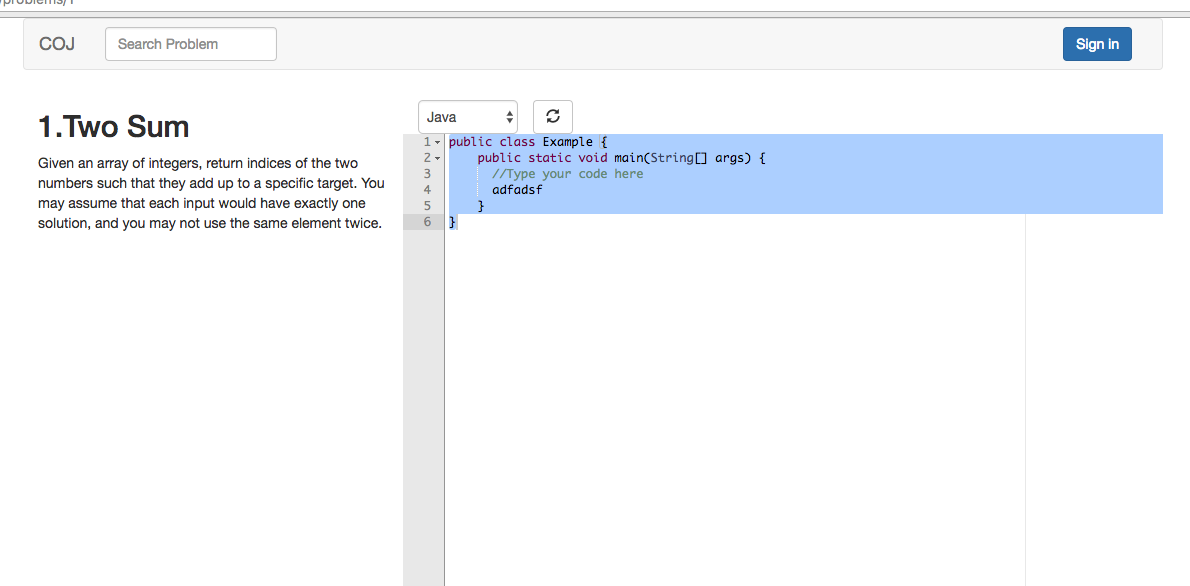 /problems/1
COJ
Search Problem
Sign in
1.Two Sum
Given an array of integers, return indices of the two
numbers such that they add up to a specific target. You
may assume that each input would have exactly one
solution, and you may not use the same element twice.
Java
1 public class Example {
2 public static void main(String[] args) {
3 //Type your code here
4 adfadsf
5 }
6 }